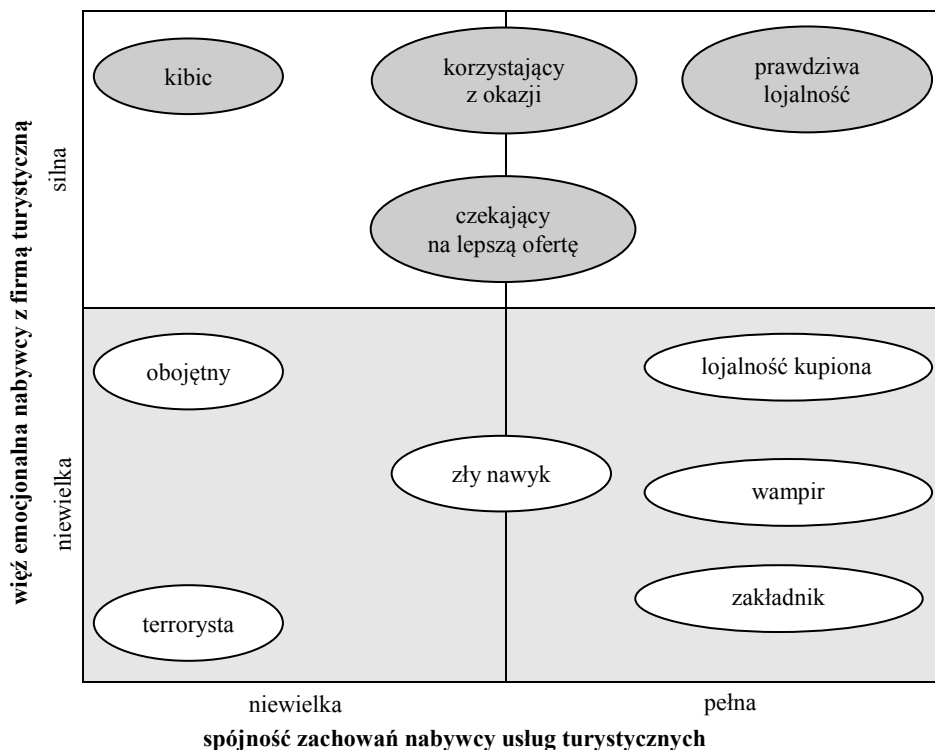 więź emocjonalna nabywcy z firmą turystyczną
silna
niewielka
kibic
korzystający
z okazji
prawdziwa
lojalność
czekający
na lepszą ofertę
obojętny
lojalność kupiona
zły nawyk
wampir
zakładnik
terrorysta
niewielka
pełna
spójność zachowań nabywcy usług turystycznych